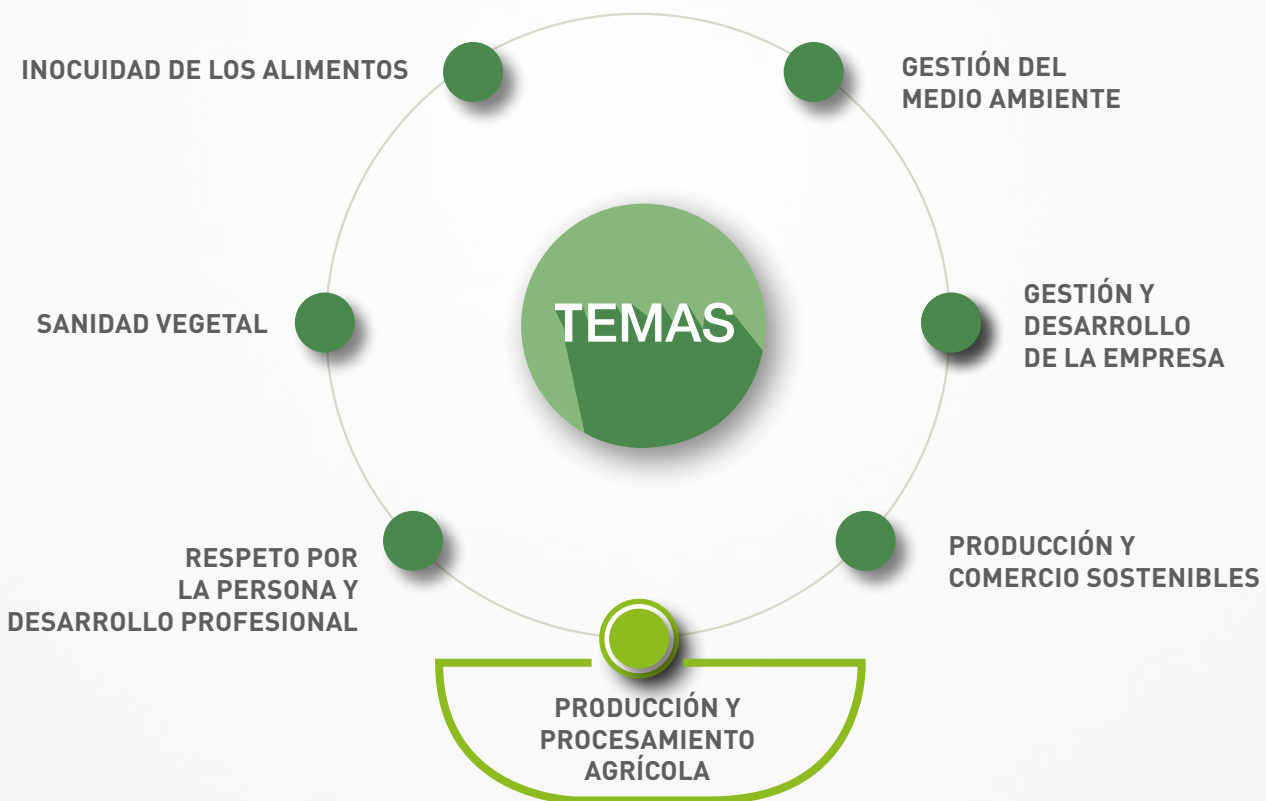 INOCUIDAD DE LOS ALIMENTOS
GESTIÓN DEL
MEDIO AMBIENTE
TEMAS
SANIDAD VEGETAL
GESTIÓN Y
DESARROLLO
DE LA EMPRESA
RESPETO POR
LA PERSONA Y
DESARROLLO PROFESIONAL
PRODUCCIÓN Y
COMERCIO SOSTENIBLES
PRODUCCIÓN Y
PROCESAMIENTO
AGRÍCOLA